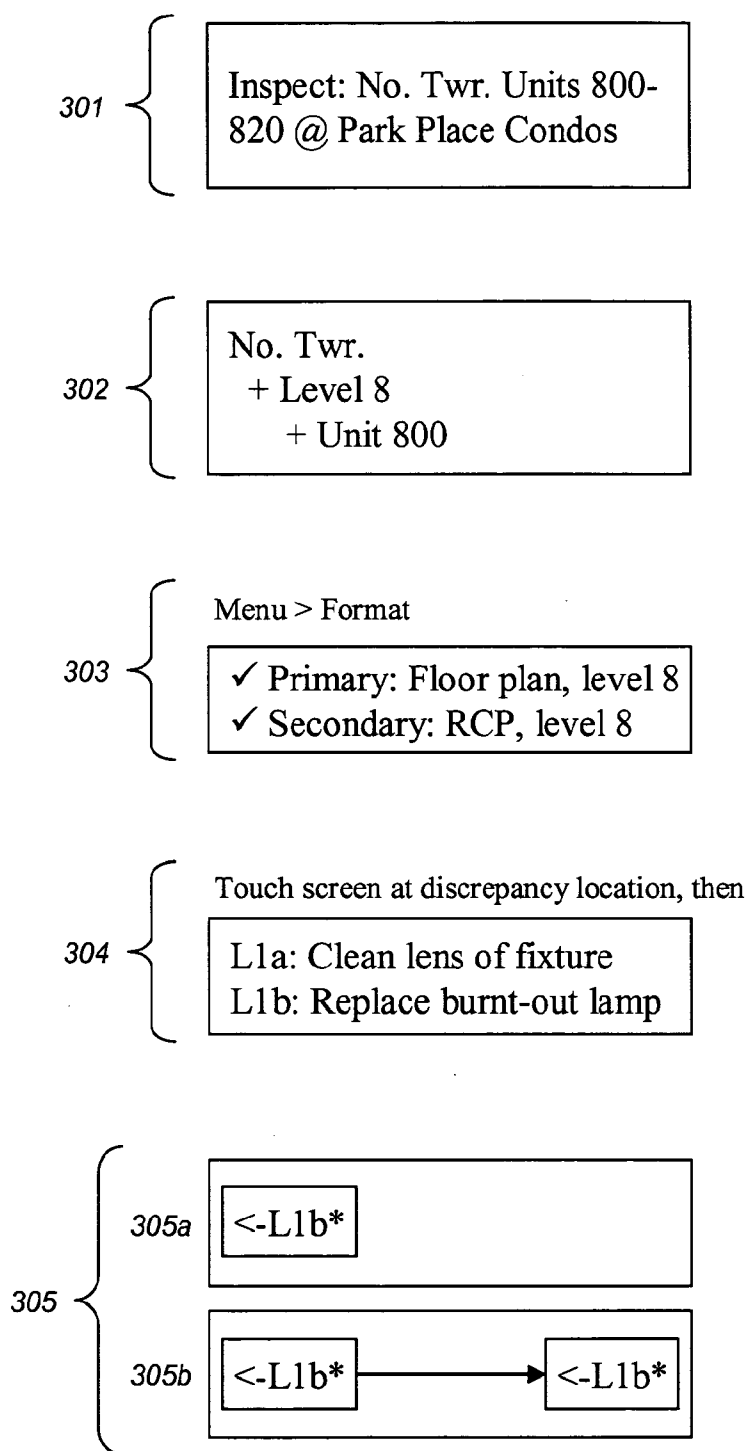 301
Inspect: No. Twr. Units 800-
820 @ Park Place Condos
302
No. Twr.
+ Level 8
+ Unit 800
303
Menu > Format
✓ Primary: Floor plan, level 8
✓ Secondary: RCP, level 8
304
Touch screen at discrepancy location, then
L1a: Clean lens of fixture
L1b: Replace burnt-out lamp
305
305a
<-L1b*
305b
<-L1b* <-L1b*